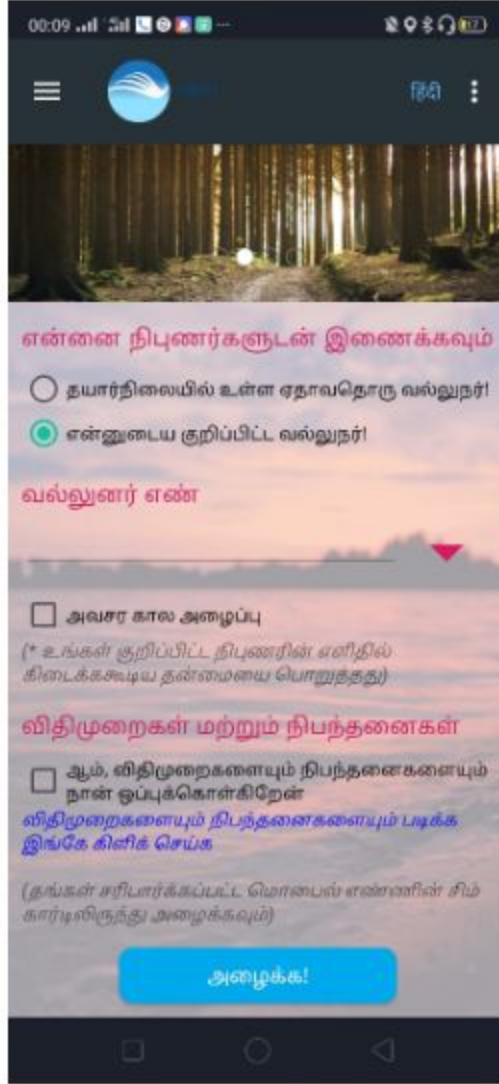 00:09
हिंदी
என்னை நிபுணர்களுடன் இணைக்கவும்
தயார்நிலையில் உள்ள ஏதாவதொரு வல்லுநர்!
என்னுடைய குறிப்பிட்ட வல்லுநர்!
வல்லுனர் எண்
அவசர கால அழைப்பு
(* உங்கள் குறிப்பிட்ட நிபுணரின் எளிதில்
கிடைக்ககூடிய தன்மையை பொறுத்தது)
விதிமுறைகள் மற்றும் நிபந்தனைகள்
ஆம், விதிமுறைகளையும் நிபந்தனைகளையும்
நான் ஒப்புக்கொள்கிறேன்
விதிமுறைகளையும் நிபந்தனைகளையும் படிக்க
இங்கே கிளிக் செய்க
(தங்கள் சரிபார்க்கப்பட்ட மொபைல் எண்ணின் சிம்
கார்டிலிருந்து அழைக்கவும்)
அழைக்க!